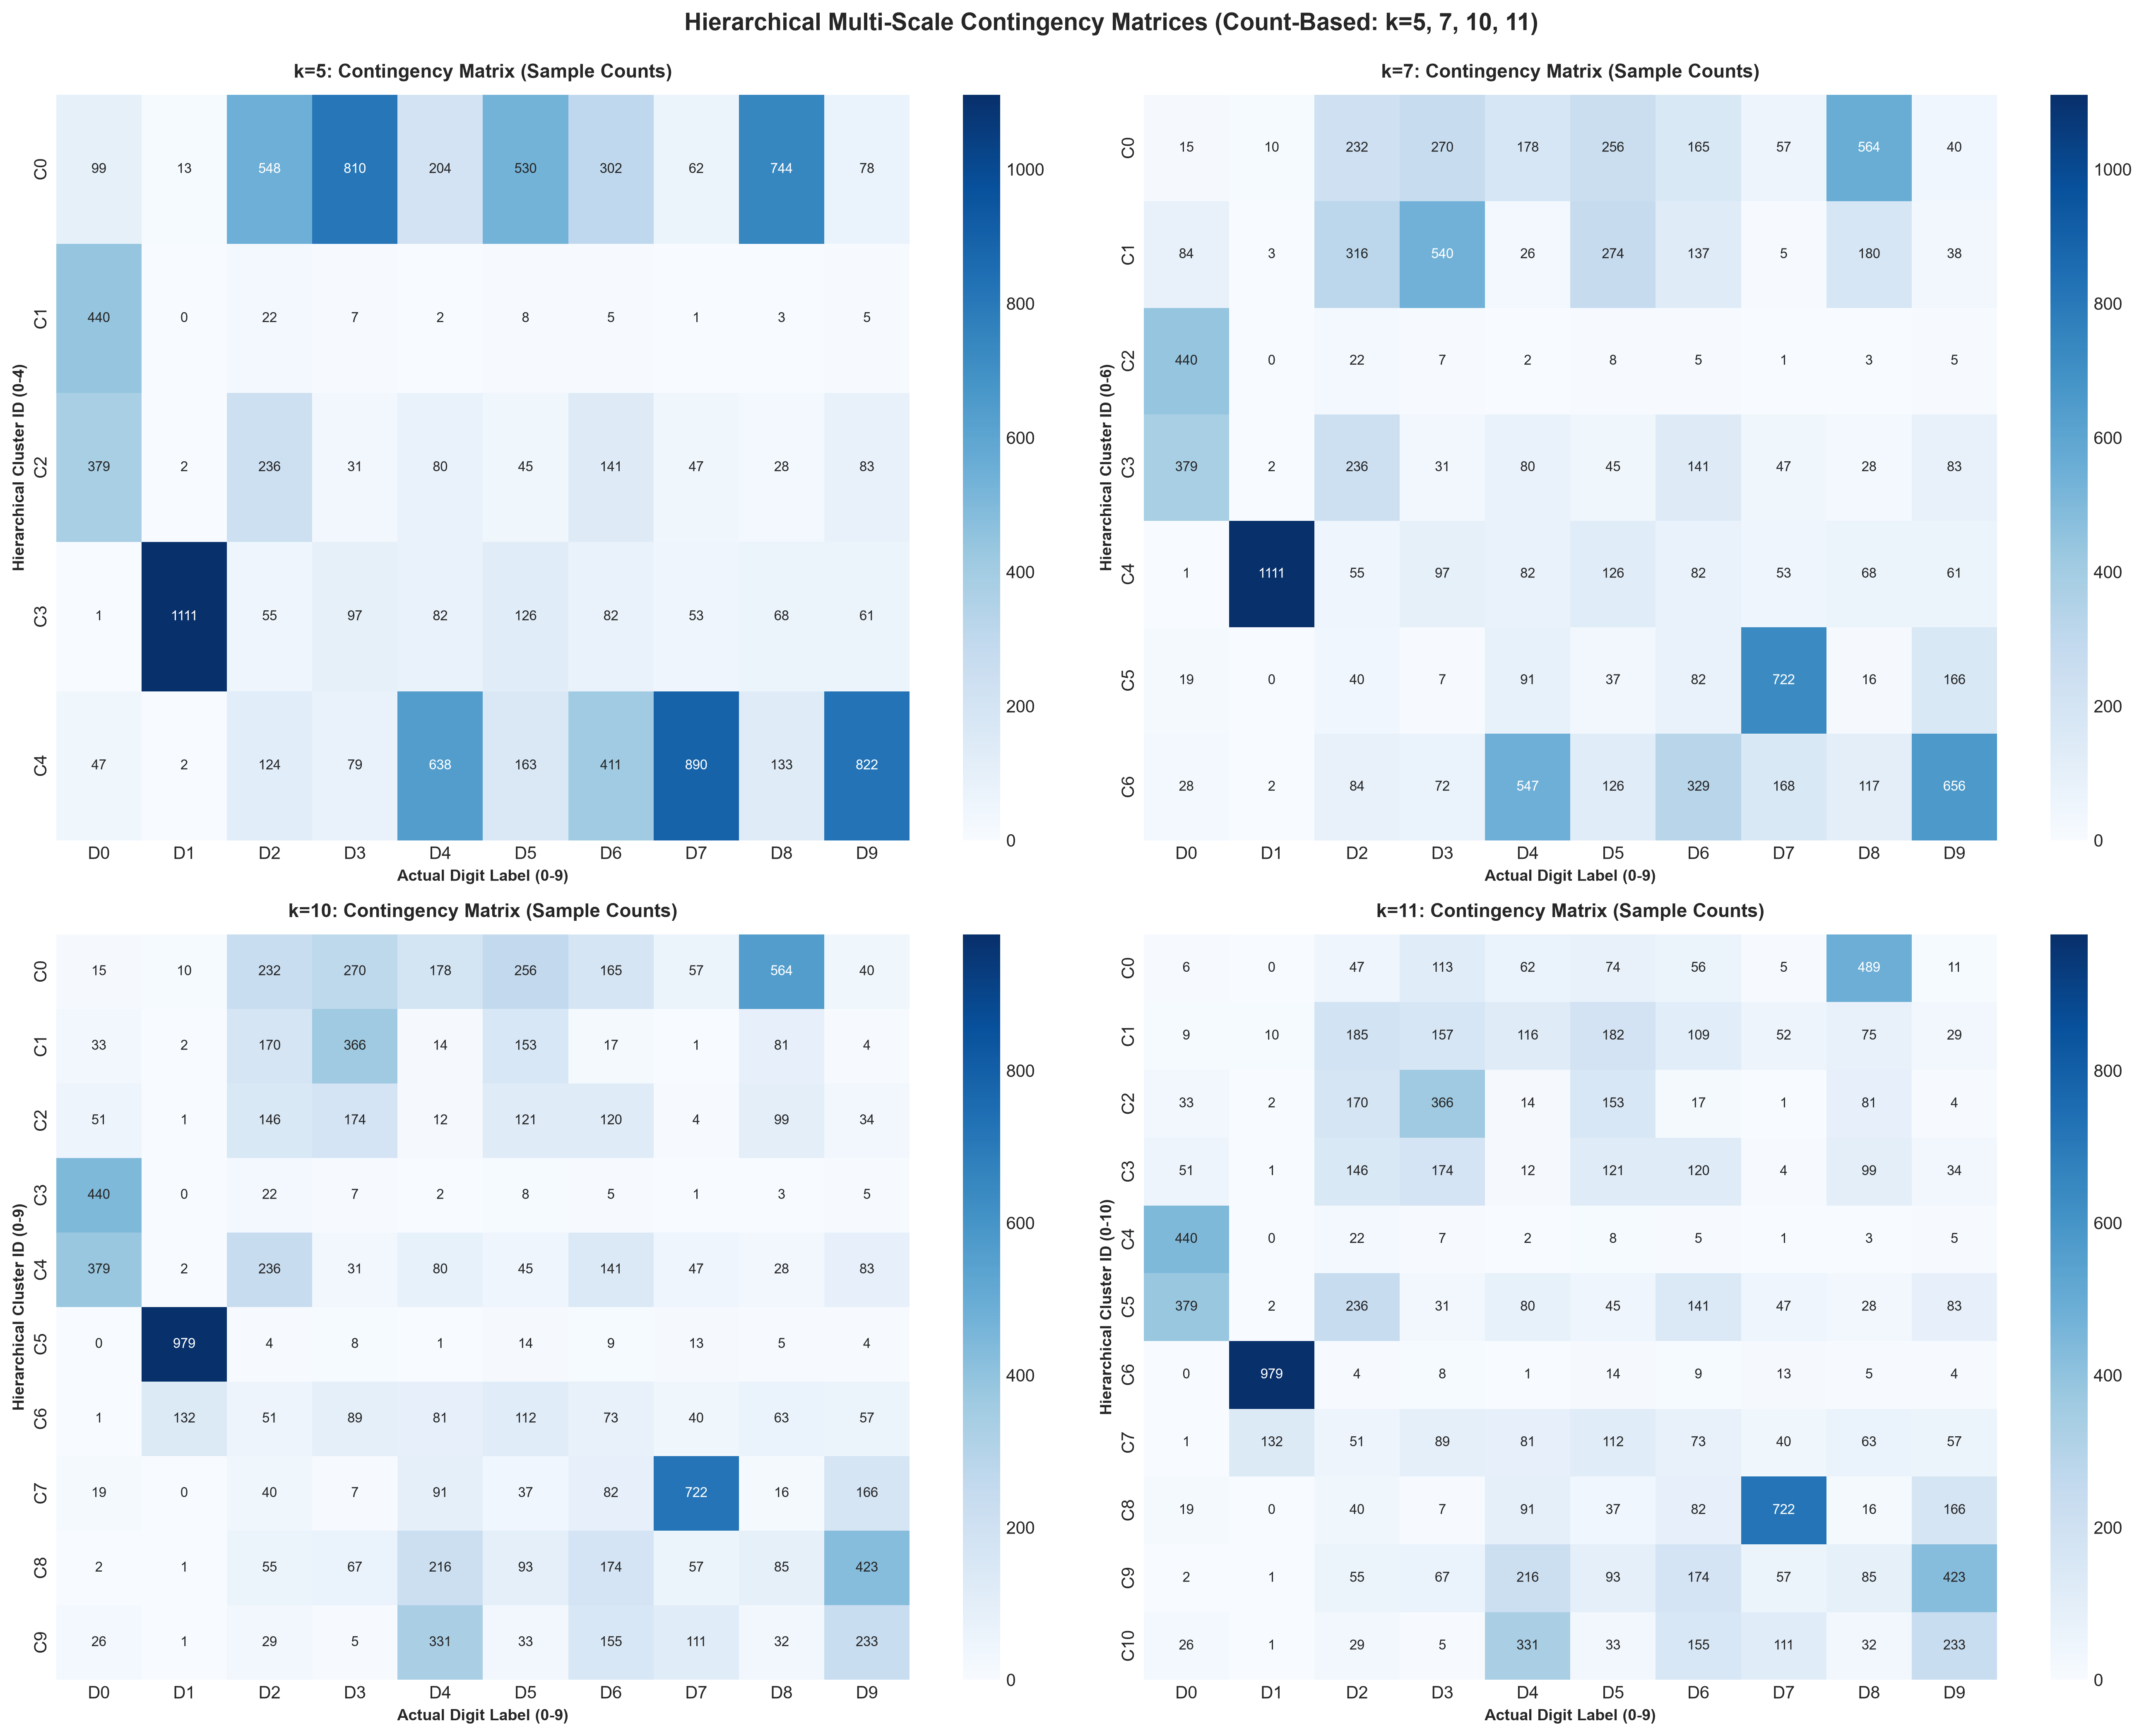 Hierarchical Multi-Scale Contingency Matrices (Count-Based: k=5, 7, 10, 11)
k=5: Contingency Matrix (Sample Counts)
Hierarchical Cluster ID (0-4)
C0 99 13 548 810 204 530 302 62 744 78
C1 440 0 22 7 2 8 5 1 3 5
C2 379 2 236 31 80 45 141 47 28 83
C3 1 1111 55 97 82 126 82 53 68 61
C4 47 2 124 79 638 163 411 890 133 822
D0 D1 D2 D3 D4 D5 D6 D7 D8 D9
Actual Digit Label (0-9)
1000
800
600
400
200
0
k=7: Contingency Matrix (Sample Counts)
Hierarchical Cluster ID (0-6)
C0 15 10 232 270 178 256 165 57 564 40
C1 84 3 316 540 26 274 137 5 180 38
C2 440 0 22 7 2 8 5 1 3 5
C3 379 2 236 31 80 45 141 47 28 83
C4 1 1111 55 97 82 126 82 53 68 61
C5 19 0 40 7 91 37 82 722 16 166
C6 28 2 84 72 547 126 329 168 117 656
D0 D1 D2 D3 D4 D5 D6 D7 D8 D9
Actual Digit Label (0-9)
1000
800
600
400
200
0
k=10: Contingency Matrix (Sample Counts)
Hierarchical Cluster ID (0-9)
C0 15 10 232 270 178 256 165 57 564 40
C1 33 2 170 366 14 153 17 1 81 4
C2 51 1 146 174 12 121 120 4 99 34
C3 440 0 22 7 2 8 5 1 3 5
C4 379 2 236 31 80 45 141 47 28 83
C5 0 979 4 8 1 14 9 13 5 4
C6 1 132 51 89 81 112 73 40 63 57
C7 19 0 40 7 91 37 82 722 16 166
C8 2 1 55 67 216 93 174 57 85 423
C9 26 1 29 5 331 33 155 111 32 233
D0 D1 D2 D3 D4 D5 D6 D7 D8 D9
Actual Digit Label (0-9)
800
600
400
200
0
k=11: Contingency Matrix (Sample Counts)
Hierarchical Cluster ID (0-10)
C0 6 0 47 113 62 74 56 5 489 11
C1 9 10 185 157 116 182 109 52 75 29
C2 33 2 170 366 14 153 17 1 81 4
C3 51 1 146 174 12 121 120 4 99 34
C4 440 0 22 7 2 8 5 1 3 5
C5 379 2 236 31 80 45 141 47 28 83
C6 0 979 4 8 1 14 9 13 5 4
C7 1 132 51 89 81 112 73 40 63 57
C8 19 0 40 7 91 37 82 722 16 166
C9 2 1 55 67 216 93 174 57 85 423
C10 26 1 29 5 331 33 155 111 32 233
D0 D1 D2 D3 D4 D5 D6 D7 D8 D9
Actual Digit Label (0-9)
800
600
400
200
0